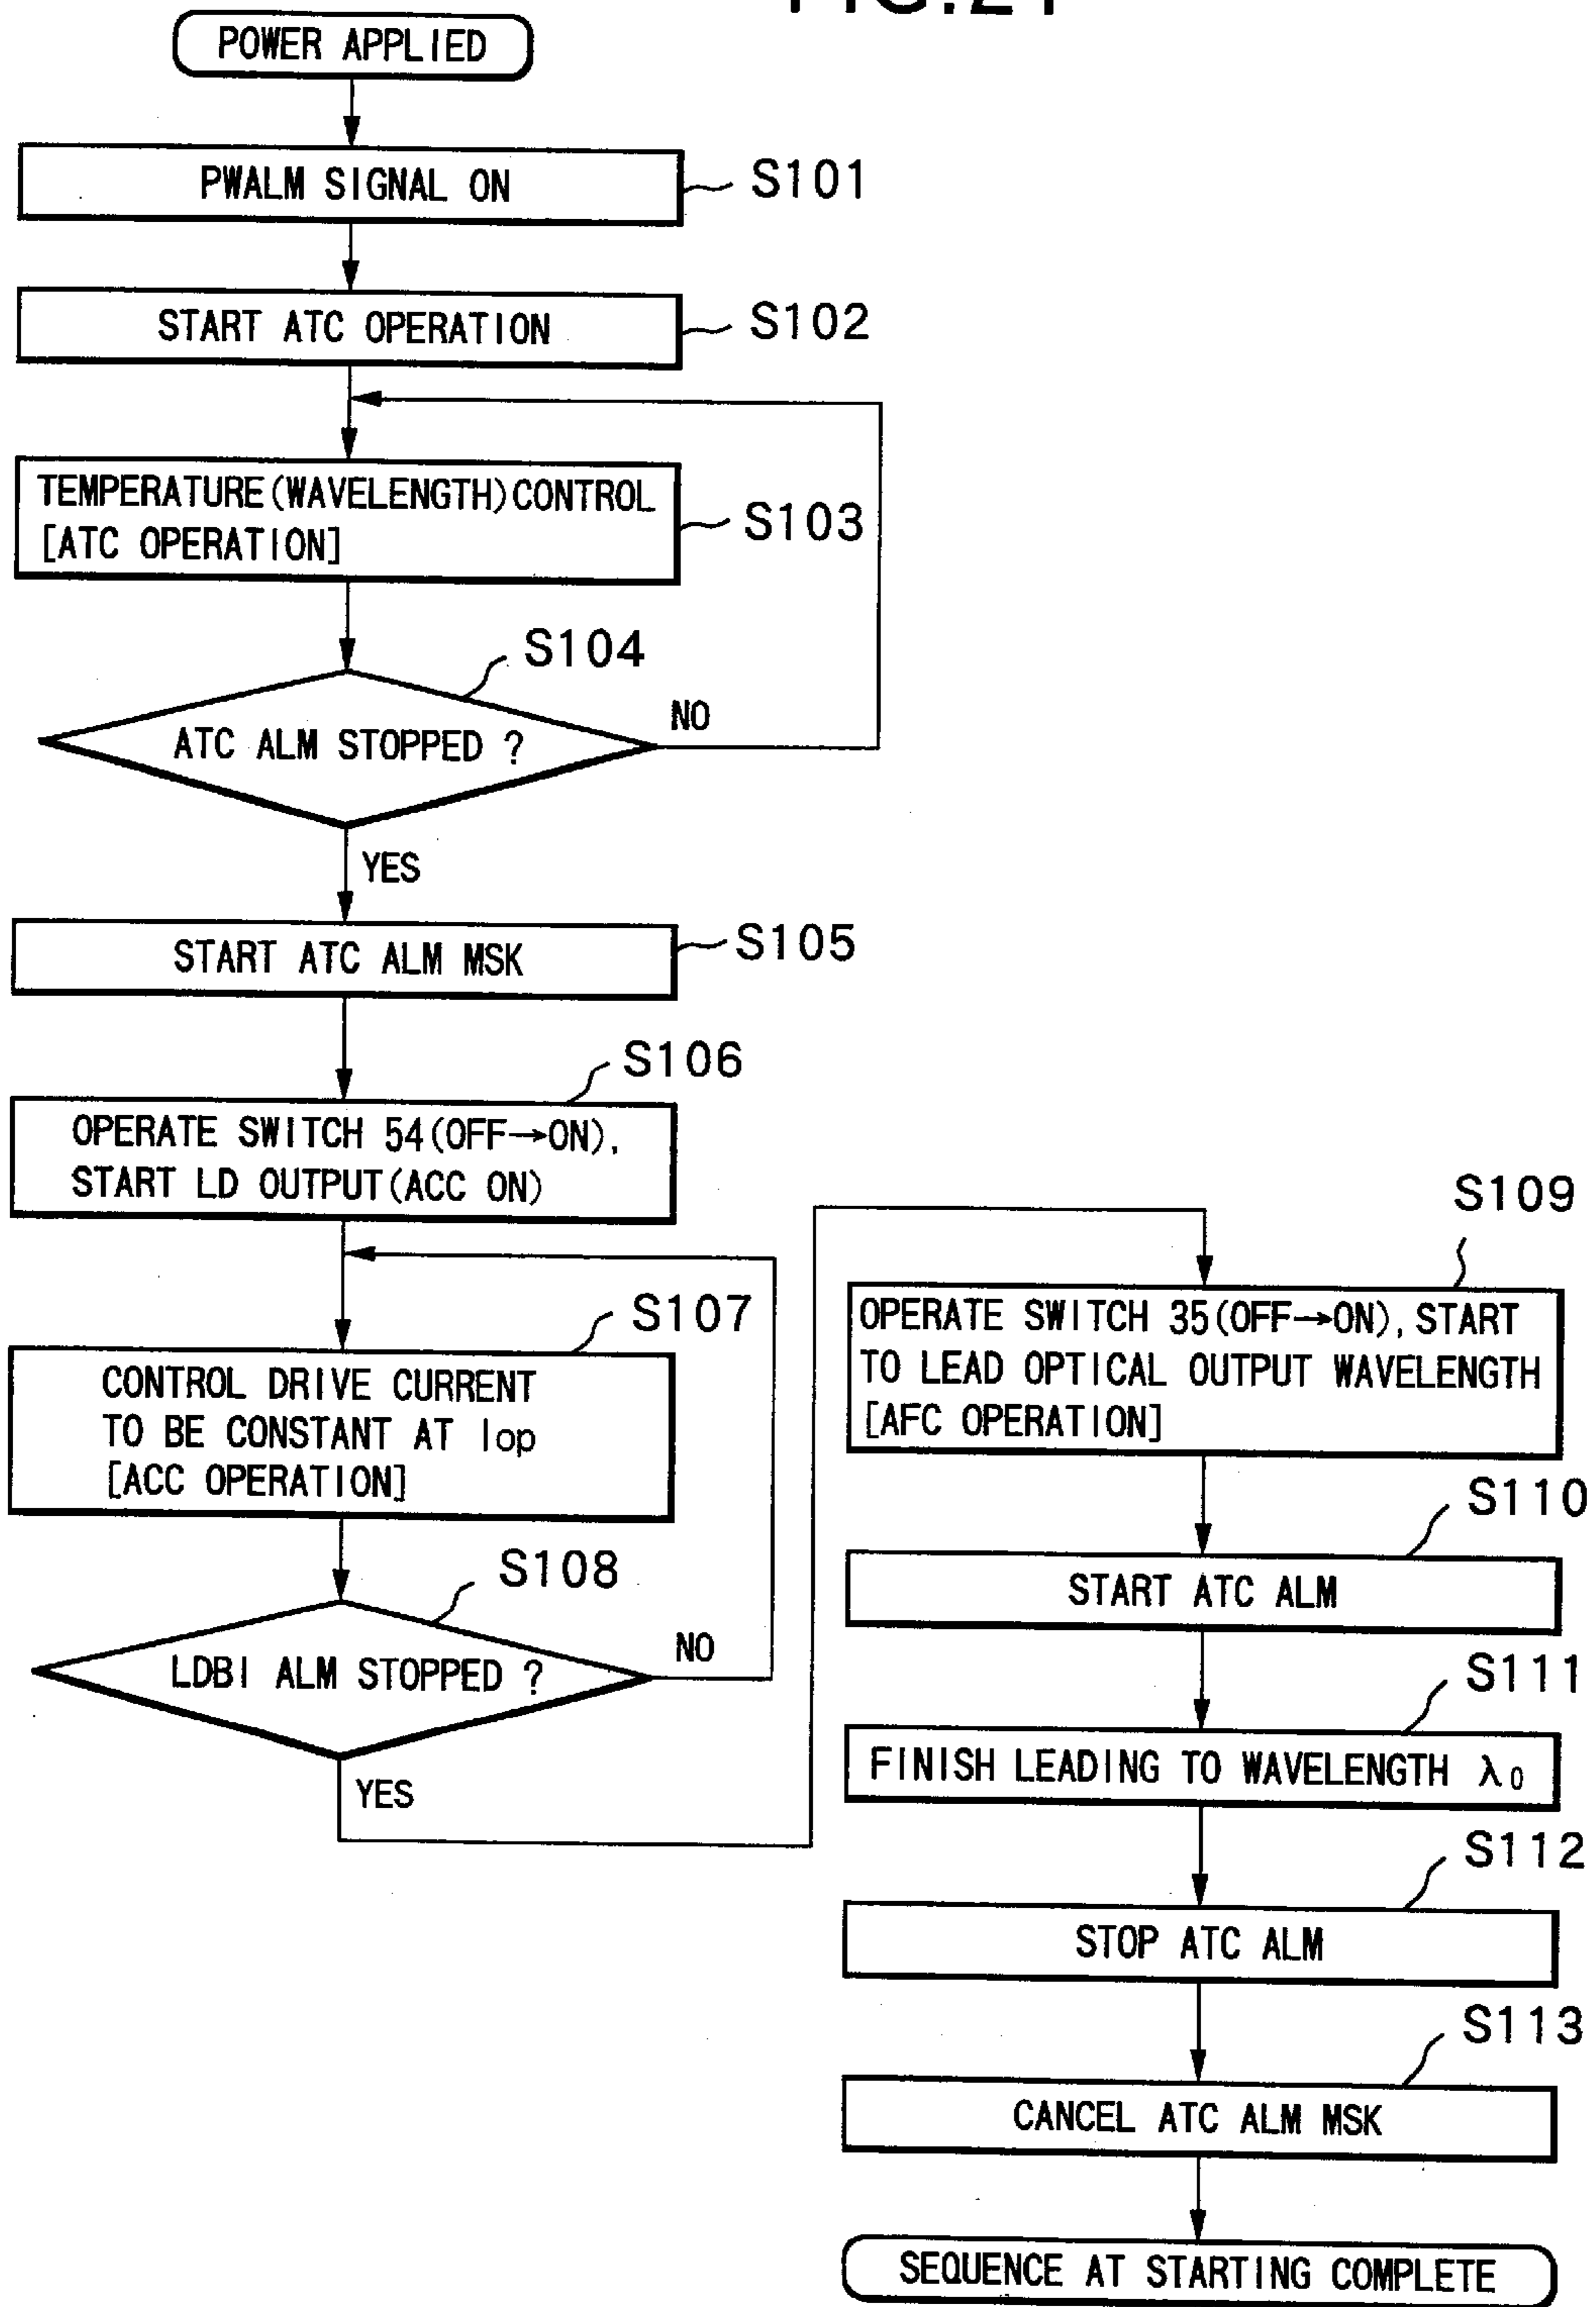 POWER APPLIED
PWALM SIGNAL ON
S101
START ATC OPERATION
S102
TEMPERATURE(WAVELENGTH)CONTROL
[ATC OPERATION]
S103
S104
ATC ALM STOPPED ?
NO
YES
START ATC ALM MSK
S105
S106
OPERATE SWITCH 54(OFF→ON),
START LD OUTPUT(ACC ON)
S107
CONTROL DRIVE CURRENT
TO BE CONSTANT AT Iop
[ACC OPERATION]
S108
LDBI ALM STOPPED ?
NO
YES
S109
OPERATE SWITCH 35(OFF→ON), START
TO LEAD OPTICAL OUTPUT WAVELENGTH
[AFC OPERATION]
S110
START ATC ALM
S111
FINISH LEADING TO WAVELENGTH λ0
S112
STOP ATC ALM
S113
CANCEL ATC ALM MSK
SEQUENCE AT STARTING COMPLETE